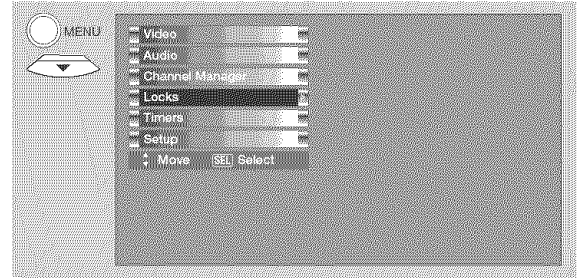 MENU
Video
Audio
Channel Manager
Locks
Timers
Setup
Move SEL Select